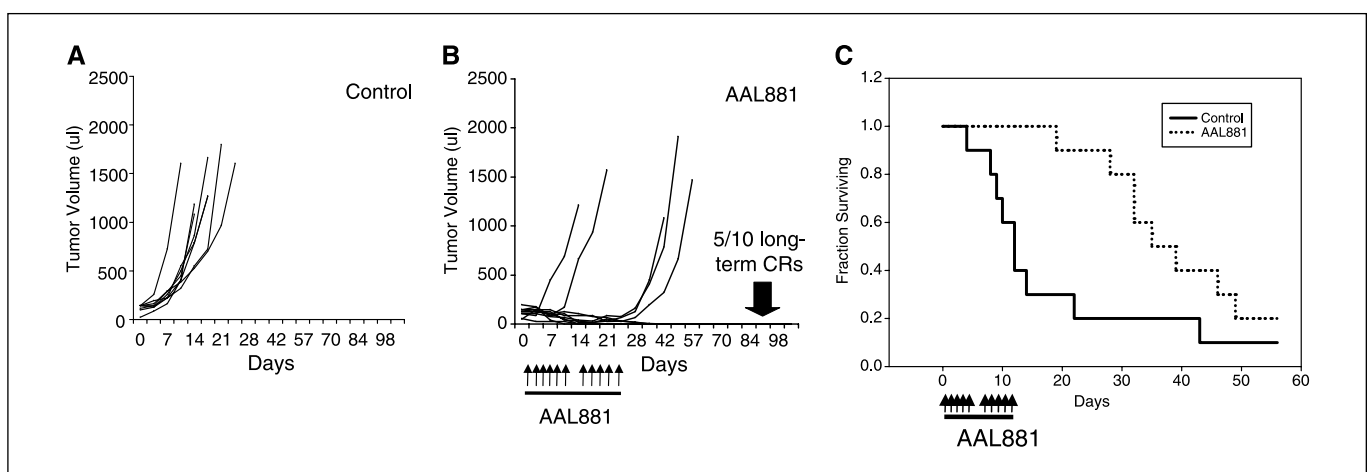 A
2500
2000
1500
1000
500
0
Tumor Volume (ul)
Control
0 7 14 21 28 42 57 70 84 98
Days
B
2500
2000
1500
1000
500
0
Tumor Volume (ul)
AAL881
5/10 long-
term CRs
0 7 14 21 28 42 57 70 84 98
Days
AAL881
C
1.2
1.0
0.8
0.6
0.4
0.2
0.0
Fraction Surviving
Control
AAL881
0 10 20 30 40 50 60
Days
AAL881